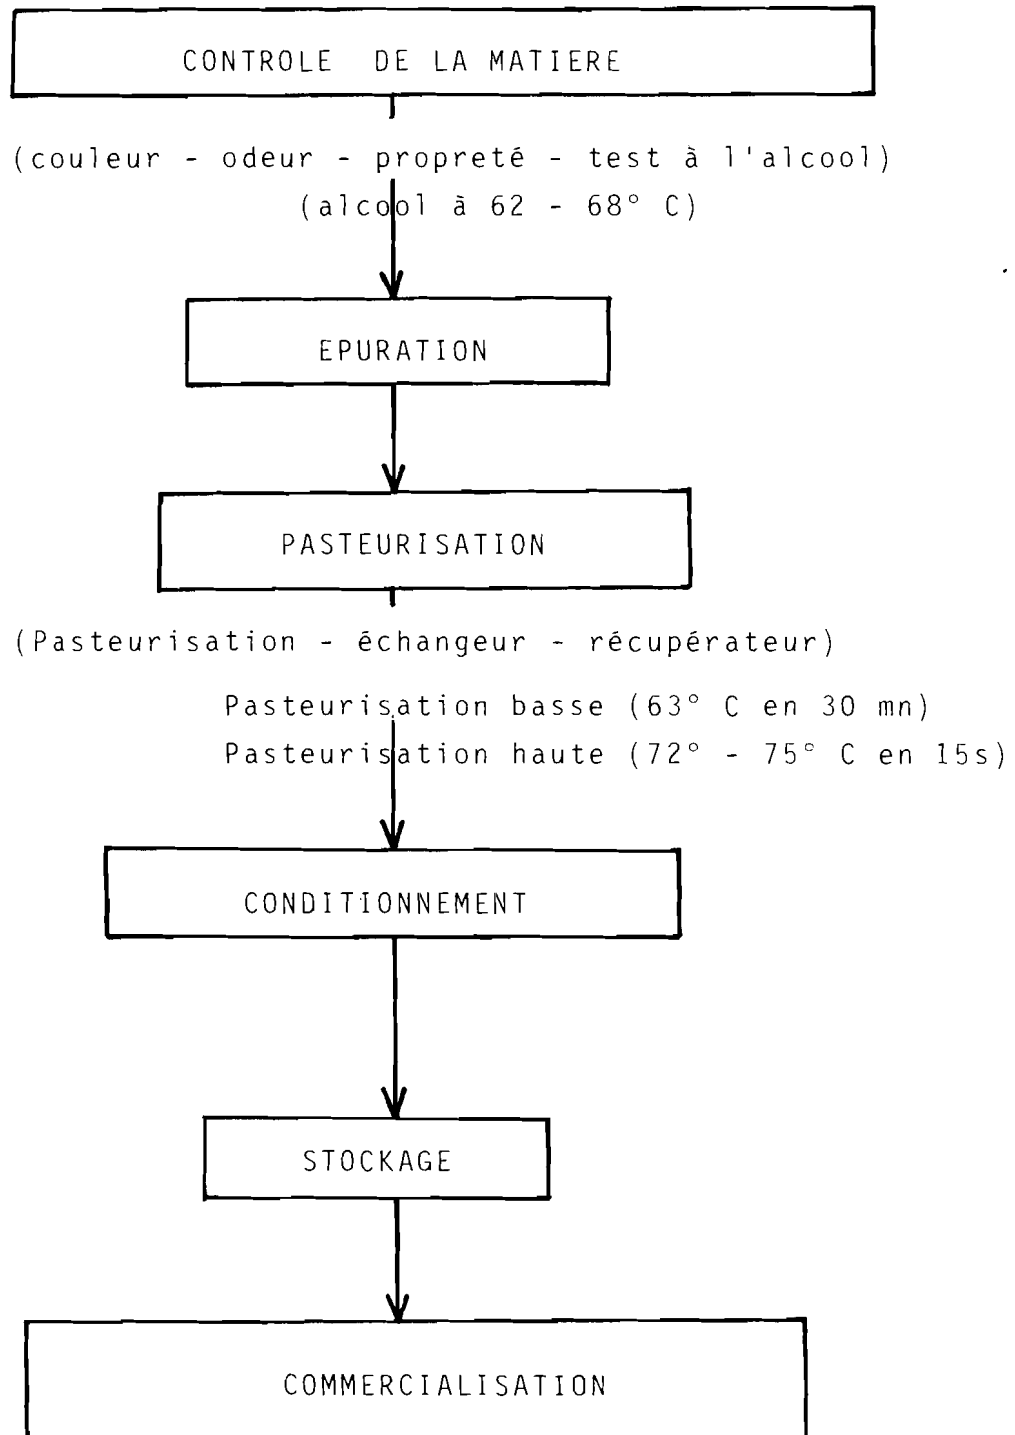 CONTROLE DE LA MATIERE
(couleur - odeur - propreté - test à l'alcool)
(alcool à 62 - 68° C)
EPURATION
PASTEURISATION
(Pasteurisation - échangeur - récupérateur)
Pasteurisation basse (63° C en 30 mn)
Pasteurisation haute (72° - 75° C en 15s)
CONDITIONNEMENT
STOCKAGE
COMMERCIALISATION